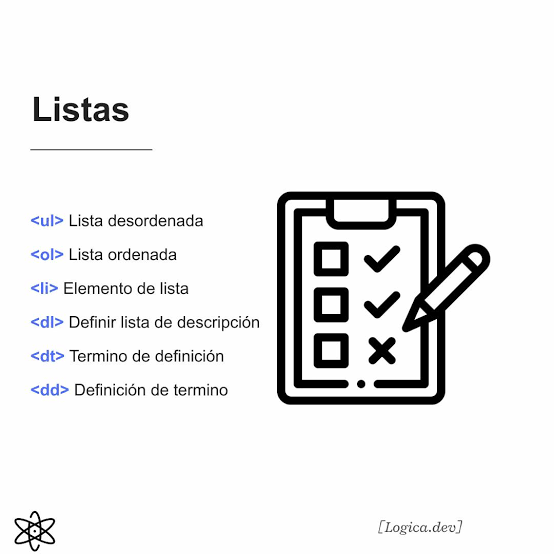 Listas
<ul> Lista desordenada
<ol> Lista ordenada
<li> Elemento de lista
<dl> Definir lista de descripción
<dt> Termino de definición
<dd> Definición de termino
[Logica.dev]